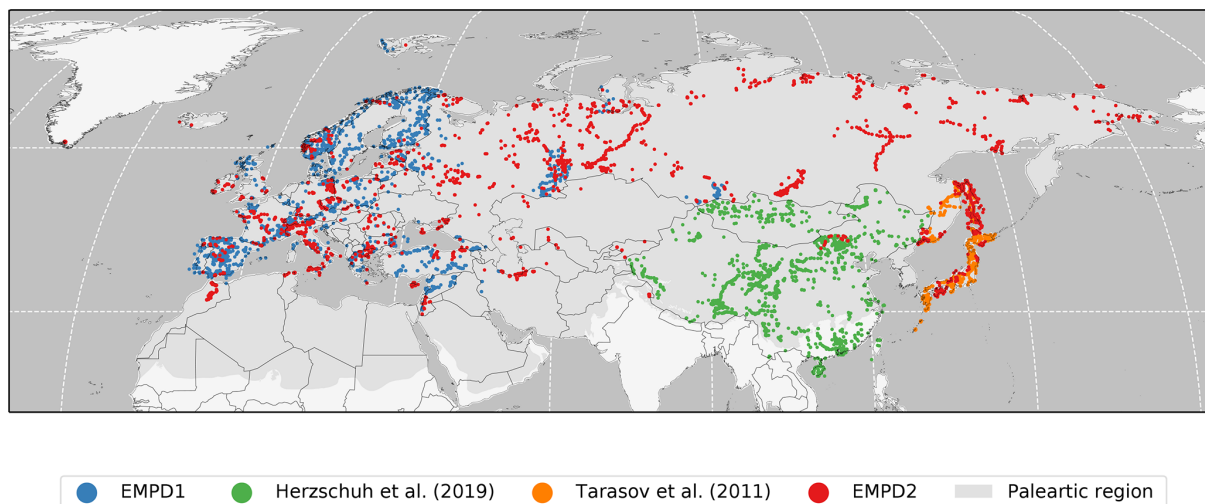 EMPD1 Herzschuh et al. (2019) Tarasov et al. (2011) EMPD2 Paleartic region